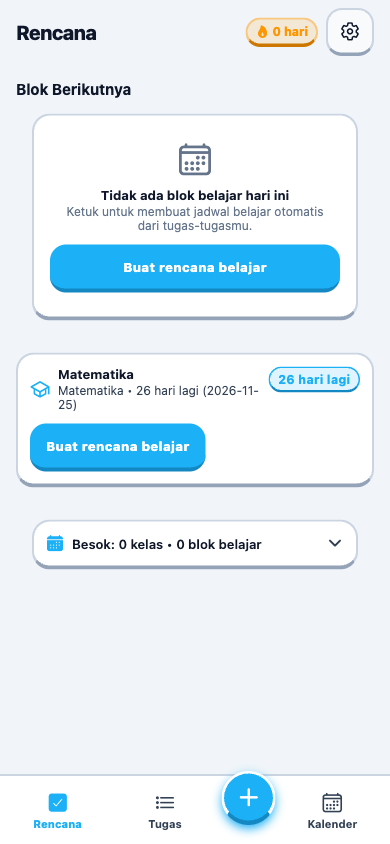 Rencana
0 hari
Blok Berikutnya
Tidak ada blok belajar hari ini
Ketuk untuk membuat jadwal belajar otomatis
dari tugas-tugasmu.
Buat rencana belajar
Matematika
26 hari lagi
Matematika • 26 hari lagi (2026-11-
25)
Buat rencana belajar
Besok: 0 kelas • 0 blok belajar
Rencana
Tugas
Kalender